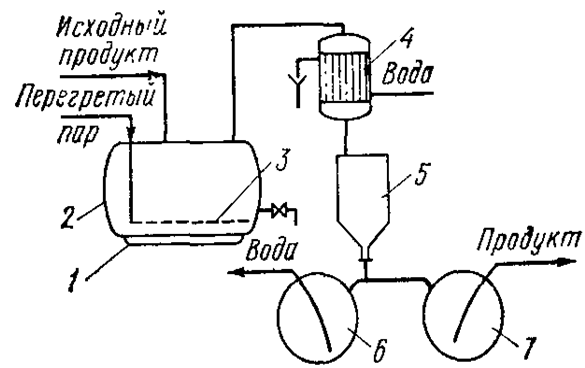 Исходный
продукт
Перегретый
пар
4
Вода
3
5
2
1
Вода
Продукт
6
7